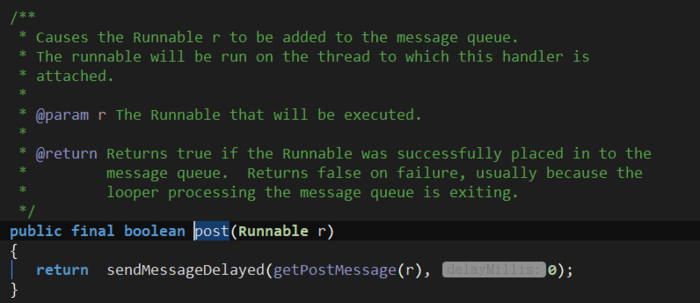 /**
 * Causes the Runnable r to be added to the message queue.
 * The runnable will be run on the thread to which this handler is
 * attached.
 *
 * @param r The Runnable that will be executed.
 *
 * @return Returns true if the Runnable was successfully placed in to the
 *         message queue.  Returns false on failure, usually because the
 *         looper processing the message queue is exiting.
 */
public final boolean post(Runnable r)
{
   return  sendMessageDelayed(getPostMessage(r), delayMillis: 0);
}